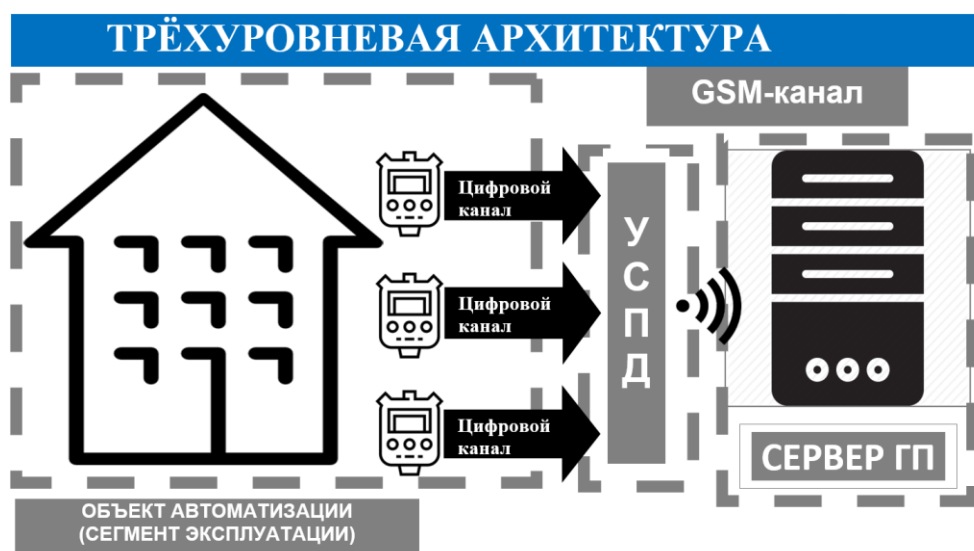 ТРЁХУРОВНЕВАЯ АРХИТЕКТУРА
GSM-канал
Цифровой
канал
Цифровой
канал
Цифровой
канал
У
С
П
Д
СЕРВЕР ГП
ОБЪЕКТ АВТОМАТИЗАЦИИ
(СЕГМЕНТ ЭКСПЛУАТАЦИИ)